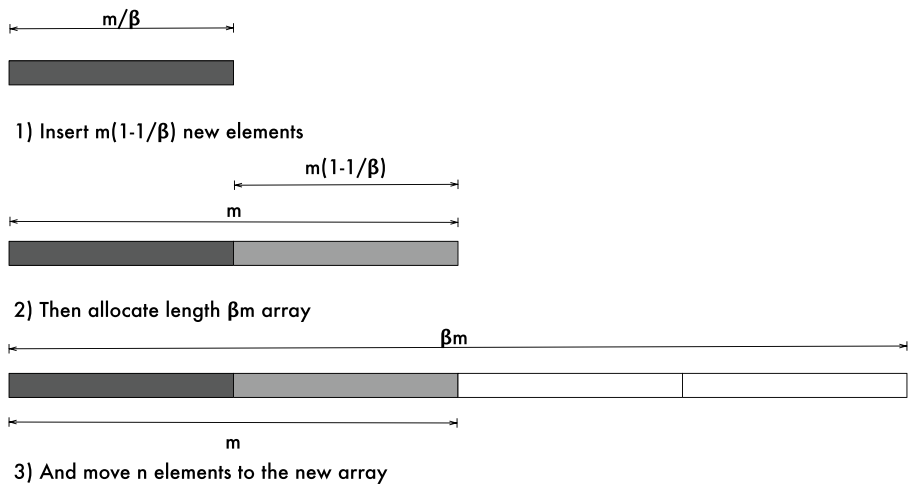 m/β
1) Insert m(1-1/β) new elements
m(1-1/β)
m
2) Then allocate length βm array
βm
m
3) And move n elements to the new array